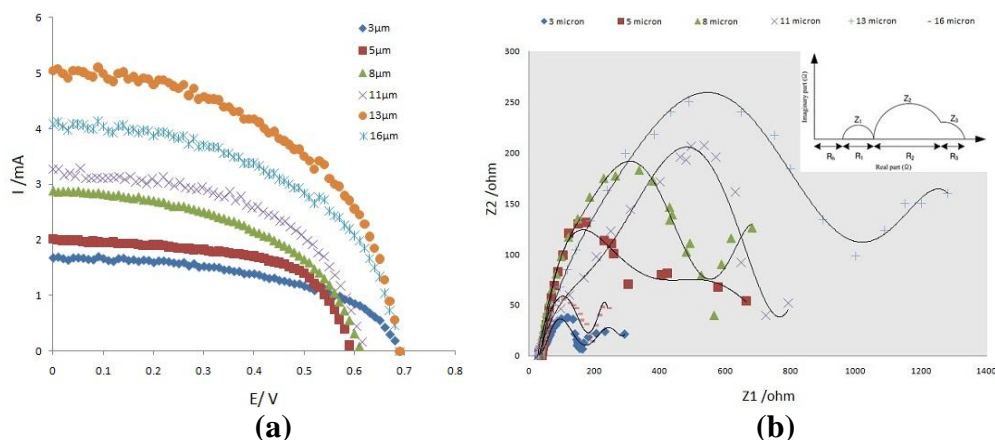 6
5
4
3
2
1
0
I /mA
0 0.1 0.2 0.3 0.4 0.5 0.6 0.7 0.8
E/ V
3µm
5µm
8µm
11µm
13µm
16µm
(a)
3 micron 5 micron 8 micron 11 micron 13 micron 16 micron
300
250
200
150
100
50
0
Z2 /ohm
0 200 400 600 800 1000 1200 1400
Z1 /ohm
Imaginary part (Ω)
Z₁ Z₂ Z₃
R₁ R₂ R₃
Real part (Ω)
(b)